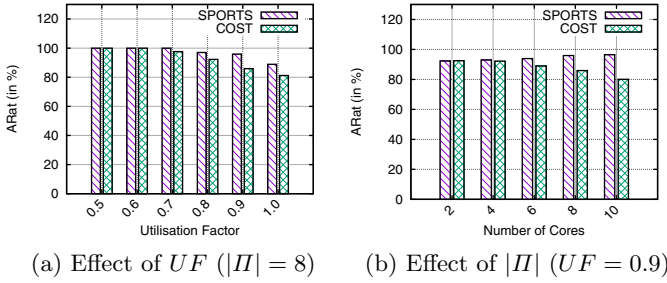 SPORTS
COST
ARat (in %)
120
100
80
60
40
20
0
0.5 0.6 0.7 0.8 0.9 1.0
Utilisation Factor
(a) Effect of UF (|Π| = 8)
SPORTS
COST
ARat (in %)
120
100
80
60
40
20
0
2 4 6 8 10
Number of Cores
(b) Effect of |Π| (UF = 0.9)